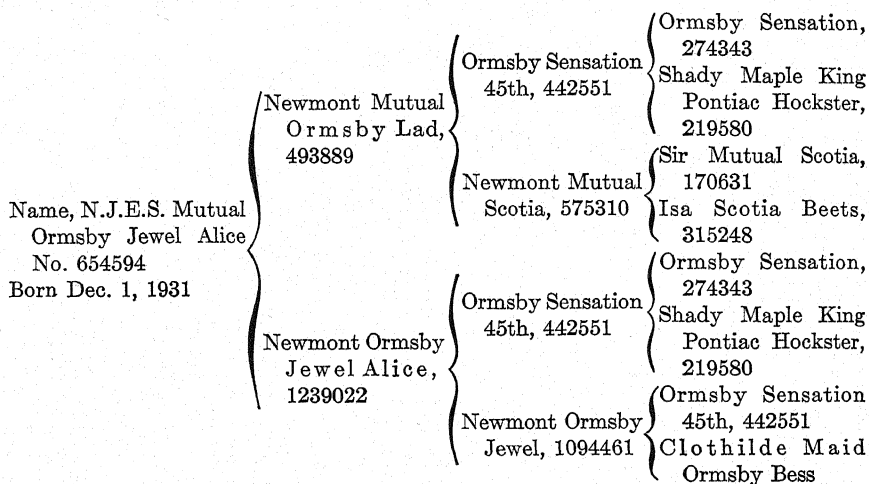 Name, N.J.E.S. Mutual
Ormsby Jewel Alice
No. 654594
Born Dec. 1, 1931
Newmont Mutual
Ormsby Lad,
493889
Newmont Ormsby
Jewel Alice,
1239022
Ormsby Sensation
45th, 442551
Newmont Mutual
Scotia, 575310
Ormsby Sensation
45th, 442551
Newmont Ormsby
Jewel, 1094461
Ormsby Sensation,
274343
Shady Maple King
Pontiac Hockster,
219580
Sir Mutual Scotia,
170631
Isa Scotia Beets,
315248
Ormsby Sensation,
274343
Shady Maple King
Pontiac Hockster,
219580
Ormsby Sensation
45th, 442551
Clothilde Maid
Ormsby Bess